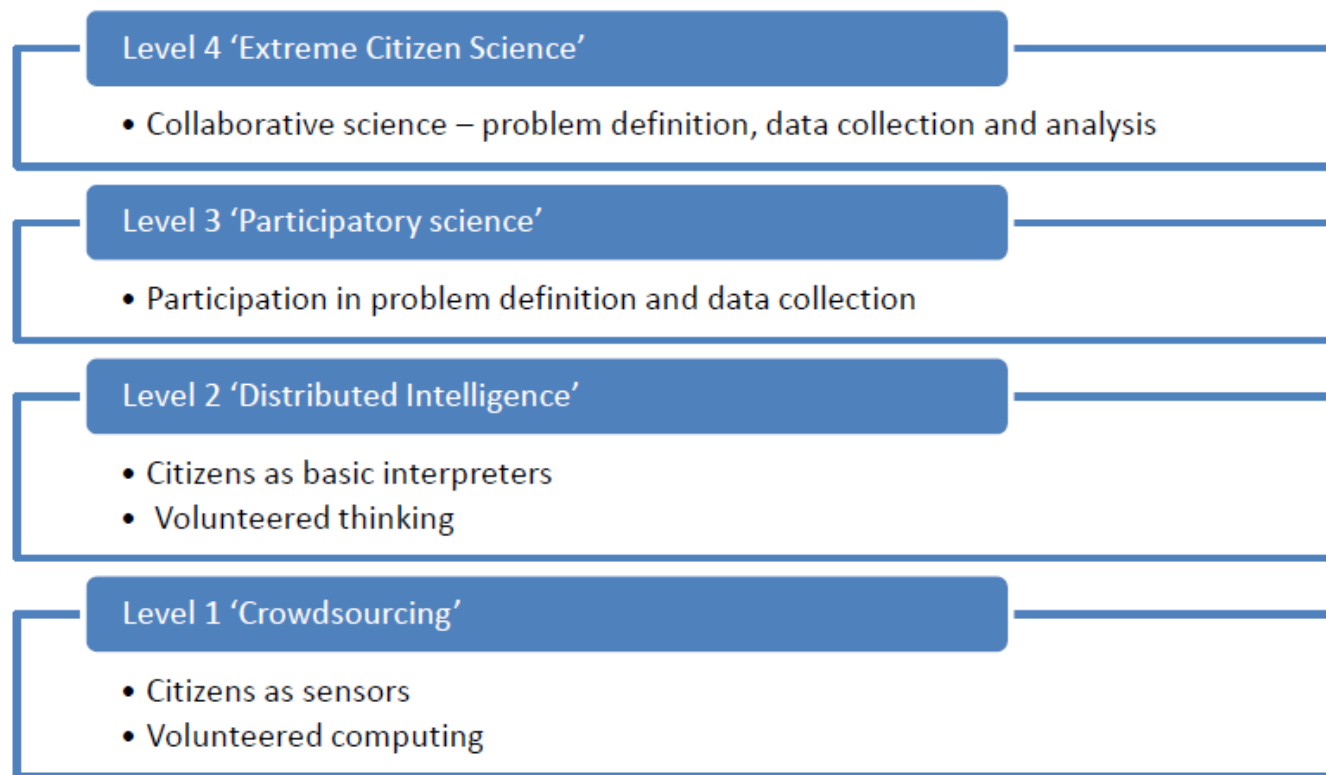 Level 4 ‘Extreme Citizen Science’
• Collaborative science – problem definition, data collection and analysis
Level 3 ‘Participatory science’
• Participation in problem definition and data collection
Level 2 ‘Distributed Intelligence’
• Citizens as basic interpreters
• Volunteered thinking
Level 1 ‘Crowdsourcing’
• Citizens as sensors
• Volunteered computing